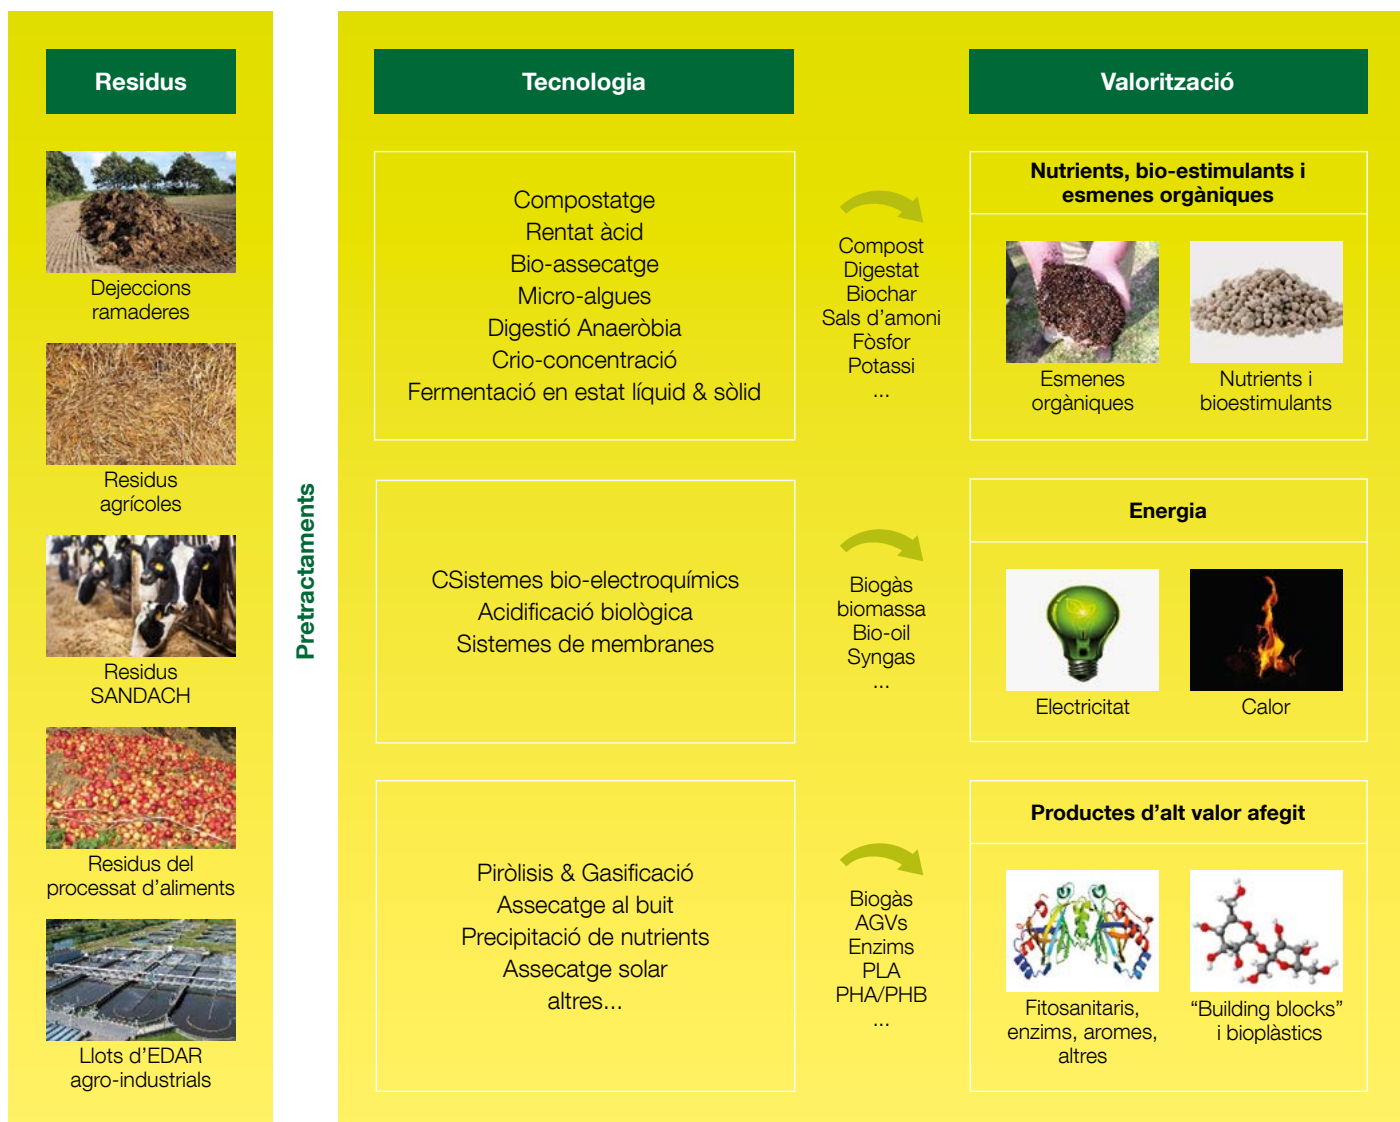 Residus
Dejeccions
ramaderes
Residus
agrícoles
Residus
SANDACH
Residus del
processat d’aliments
Llots d’EDAR
agro-industrials
Pretractaments
Tecnologia
Compostatge
Rentat àcid
Bio-assecatge
Micro-algues
Digestió Anaeròbia
Crio-concentració
Fermentació en estat líquid & sòlid
CSistemes bio-electroquímics
Acidificació biològica
Sistemes de membranes
Piròlisis & Gasificació
Assecatge al buit
Precipitació de nutrients
Assecatge solar
altres...
Compost
Digestat
Biochar
Sals d’amoni
Fòsfor
Potassi
...
Biogàs
biomassa
Bio-oil
Syngas
...
Biogàs
AGVs
Enzims
PLA
PHA/PHB
...
Valorització
Nutrients, bio-estimulants i
esmenes orgàniques
Esmenes
orgàniques
Nutrients i
bioestimulants
Energia
Electricitat
Calor
Productes d’alt valor afegit
Fitosanitaris,
enzims, aromes,
altres
“Building blocks”
i bioplàstics